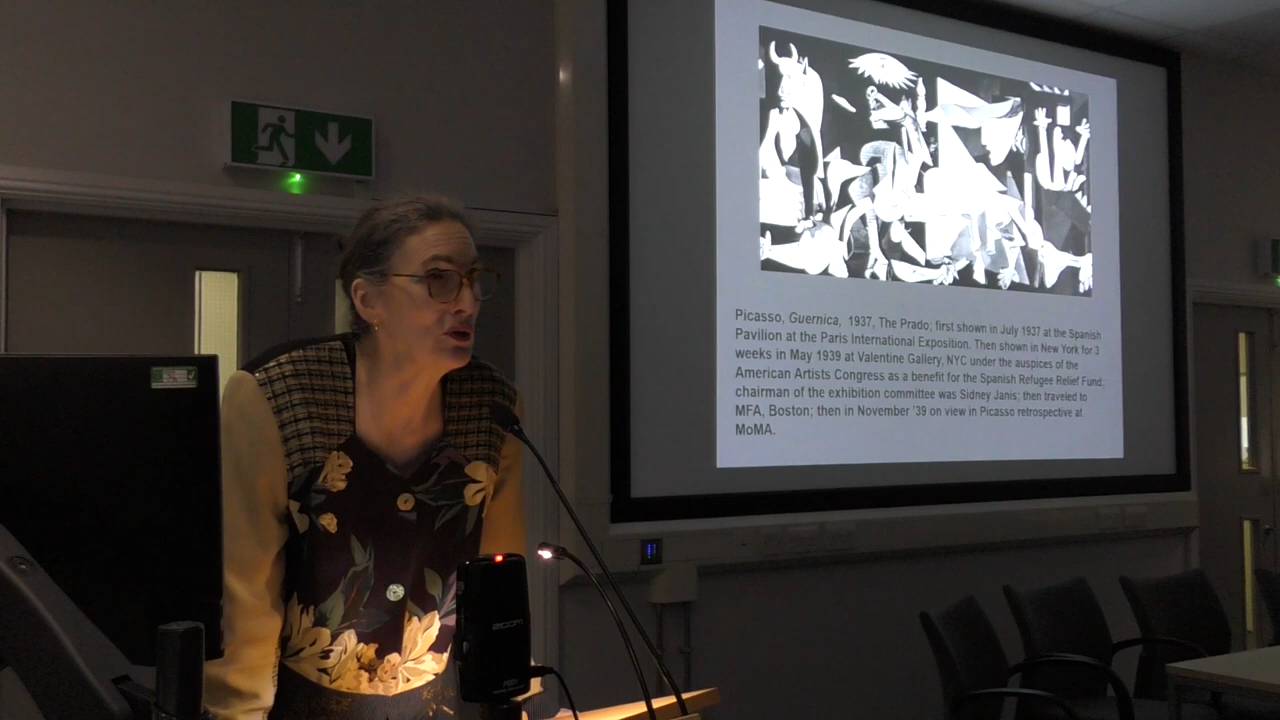 Picasso, Guernica, 1937, The Prado; first shown in July 1937 at the Spanish
Pavilion at the Paris International Exposition. Then shown in New York for 3
weeks in May 1939 at Valentine Gallery, NYC under the auspices of the
American Artists Congress as a benefit for the Spanish Refugee Relief Fund;
chairman of the exhibition committee was Sidney Janis; then traveled to
MFA, Boston; then in November '39 on view in Picasso retrospective at
MoMA.
zoom